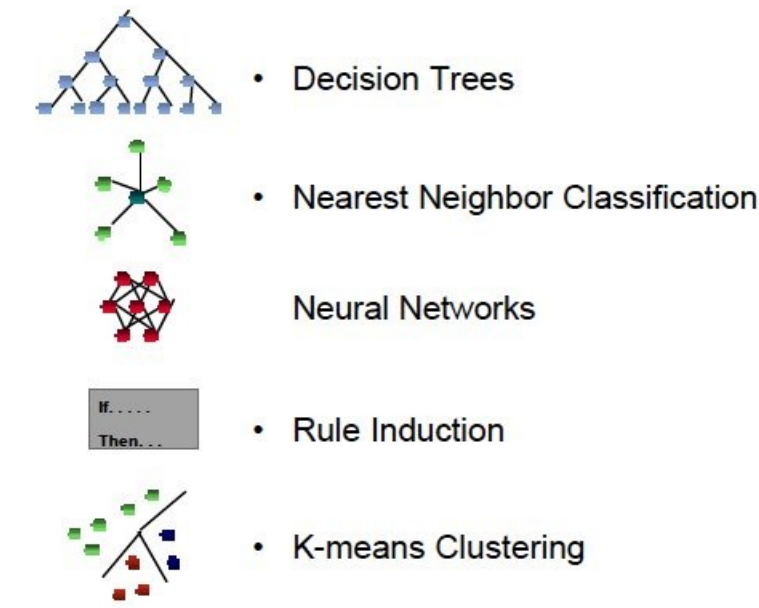 • Decision Trees
• Nearest Neighbor Classification
Neural Networks
If. . . . .
Then. . .
• Rule Induction
• K-means Clustering